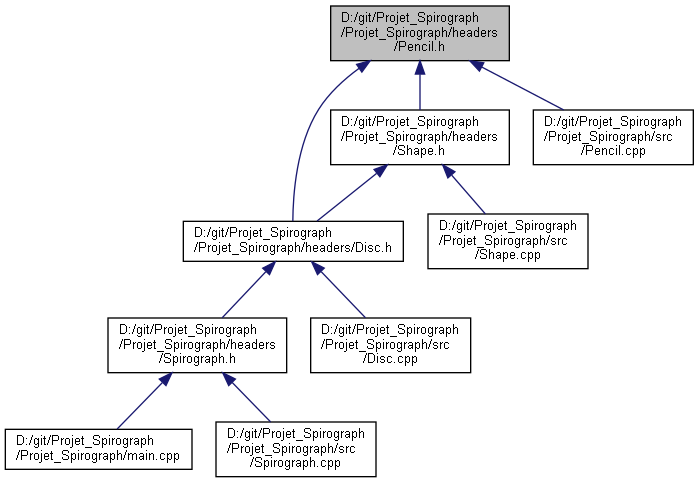 D:/git/Projet_Spirograph
/Projet_Spirograph/headers
/Pencil.h
D:/git/Projet_Spirograph
/Projet_Spirograph/headers
/Shape.h
D:/git/Projet_Spirograph
/Projet_Spirograph/src
/Pencil.cpp
D:/git/Projet_Spirograph
/Projet_Spirograph/headers/Disc.h
D:/git/Projet_Spirograph
/Projet_Spirograph/src
/Shape.cpp
D:/git/Projet_Spirograph
/Projet_Spirograph/headers
/Spirograph.h
D:/git/Projet_Spirograph
/Projet_Spirograph/src
/Disc.cpp
D:/git/Projet_Spirograph
/Projet_Spirograph/main.cpp
D:/git/Projet_Spirograph
/Projet_Spirograph/src
/Spirograph.cpp